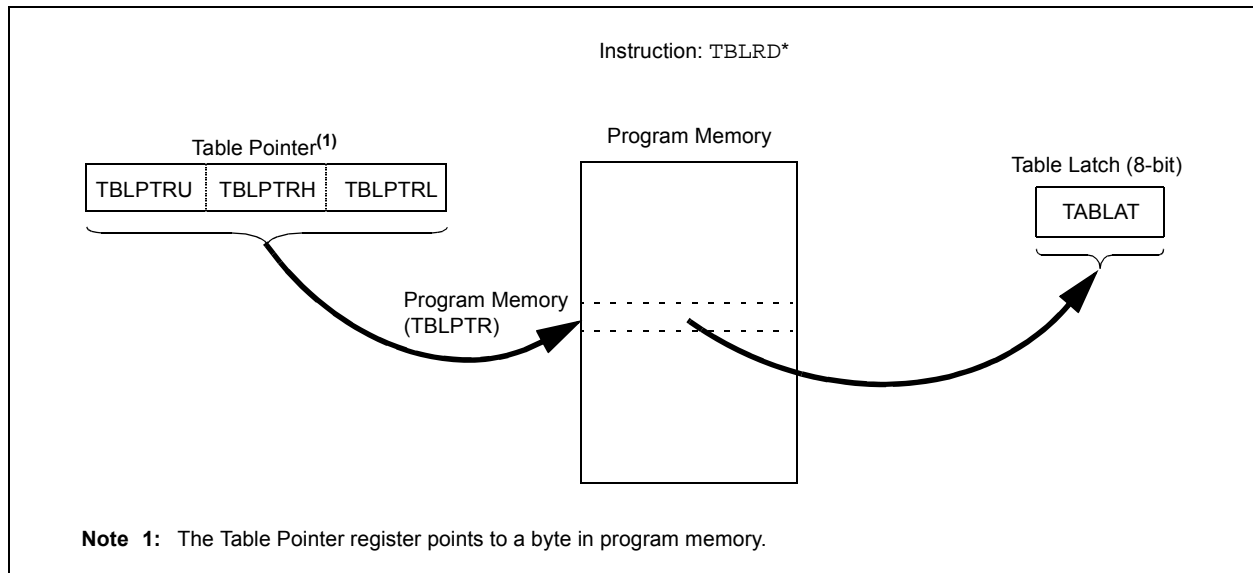 Instruction: TBLRD*
Table Pointer(1)
TBLPTRU TBLPTRH TBLPTRL
Program Memory
(TBLPTR)
Program Memory
Table Latch (8-bit)
TABLAT
Note 1: The Table Pointer register points to a byte in program memory.